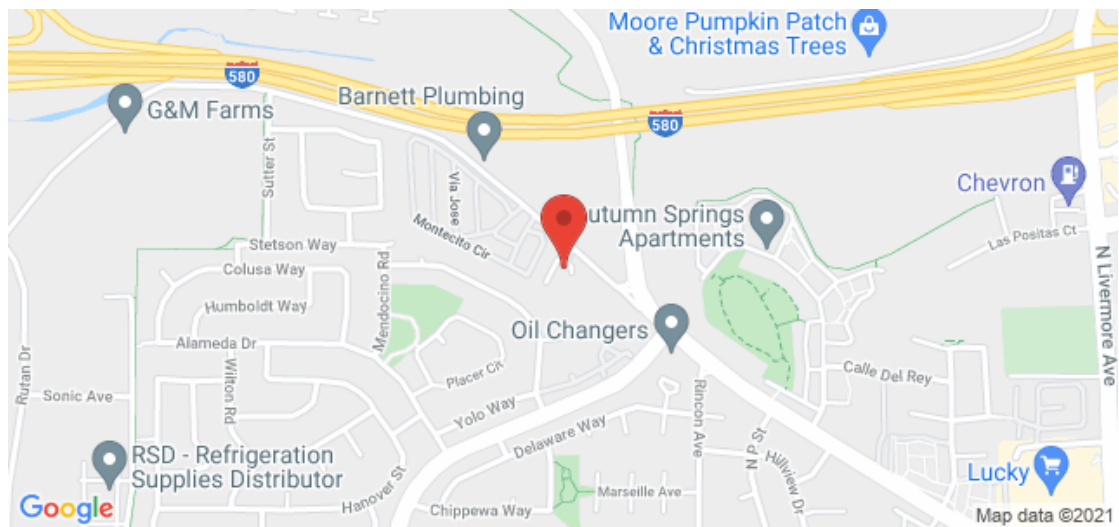 Moore Pumpkin Patch
& Christmas Trees
580
G&M Farms
Barnett Plumbing
580
Sutter St
Via Jose
Chevron
Montecito Cir
utumn Springs
Apartments
Las Positas Ct
N Livermore Ave
Stetson Way
Colusa Way
Mendocino Rd
Humboldt Way
Oil Changers
Alameda Dr
Rutan Dr
Wilton Rd
Placer Cir
Calle Del Rey
Sonic Ave
Yolo Way
Rincon Ave
Delaware Way
N P St
Hillview Dr
RSD - Refrigeration
Supplies Distributor
Hanover St
Lucky
Marseille Ave
Chippewa Way
Google
Map data ©2021